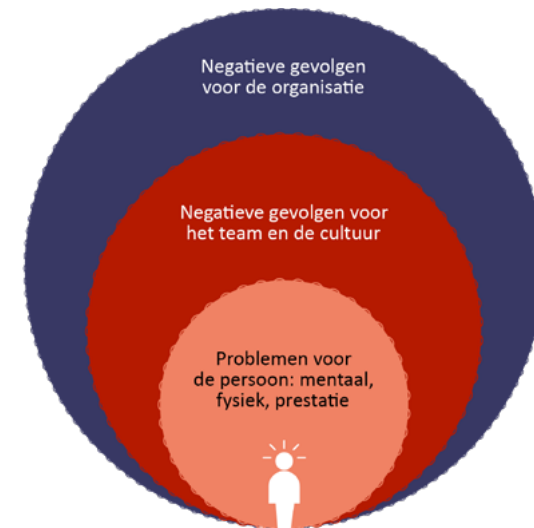 Negatieve gevolgen
voor de organisatie
Negatieve gevolgen voor
het team en de cultuur
Problemen voor
de persoon: mentaal,
fysiek, prestatie